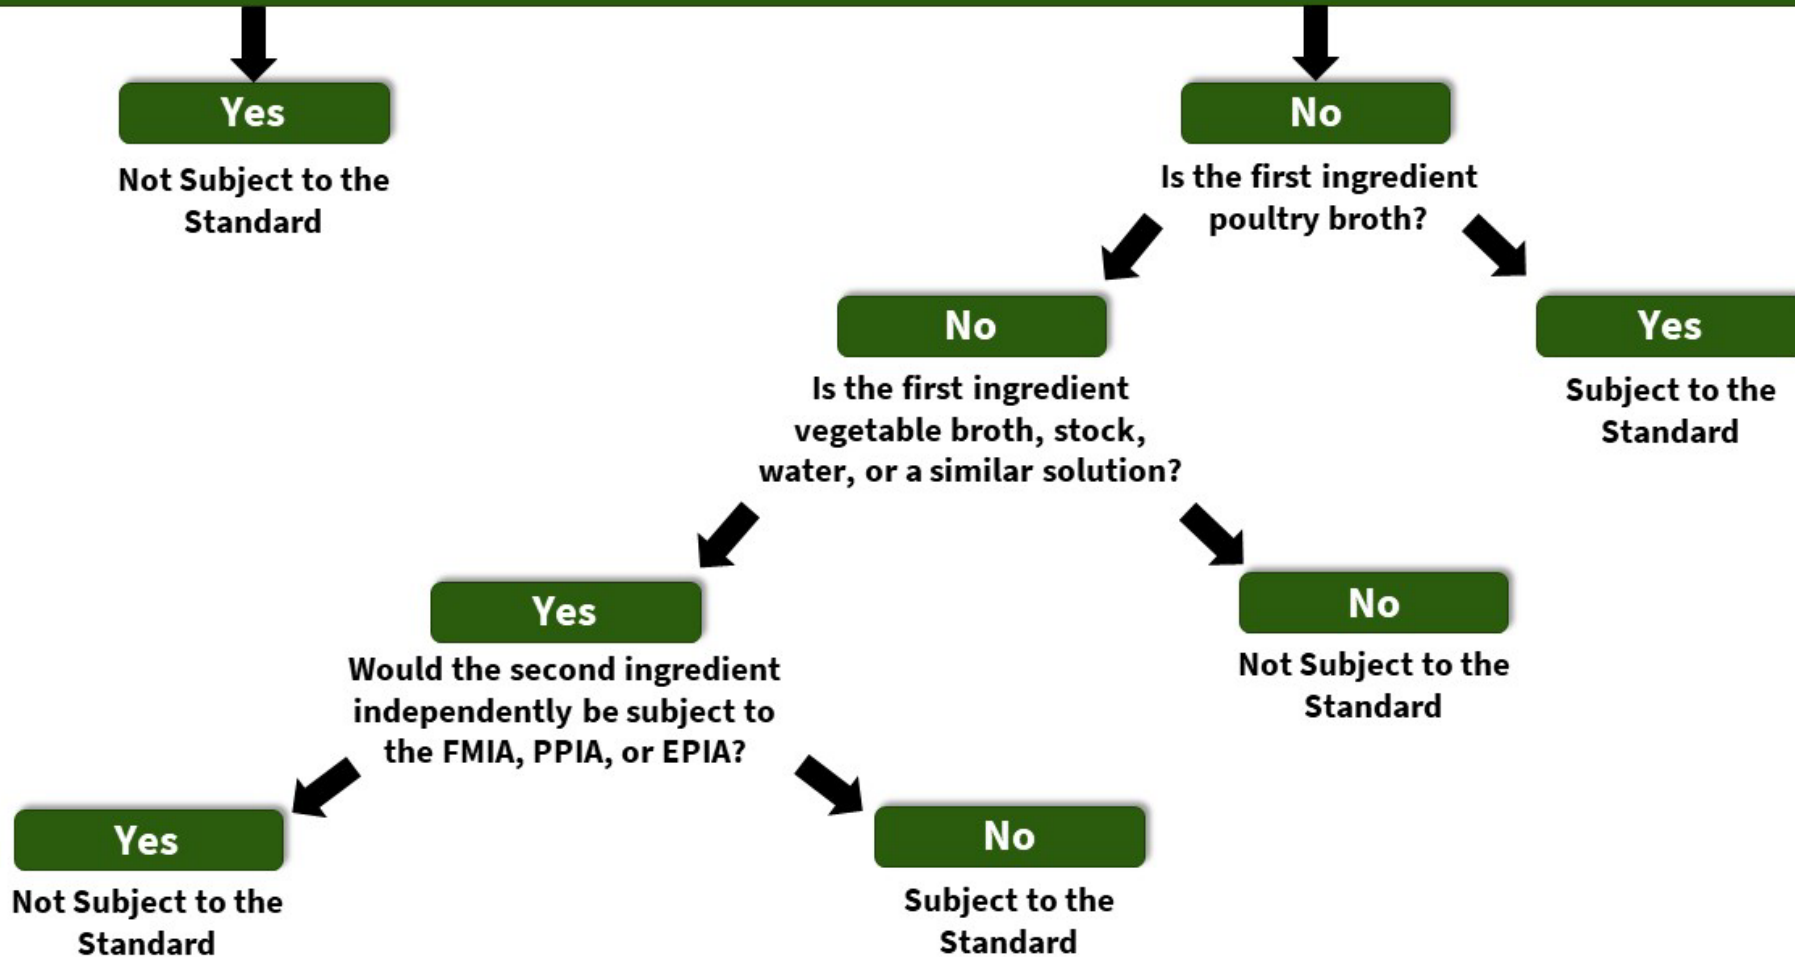 Yes
Not Subject to the
Standard
No
Is the first ingredient
poultry broth?
No
Is the first ingredient
vegetable broth, stock,
water, or a similar solution?
Yes
Subject to the
Standard
Yes
Would the second ingredient
independently be subject to
the FMIA, PPIA, or EPIA?
No
Not Subject to the
Standard
Yes
Not Subject to the
Standard
No
Subject to the
Standard